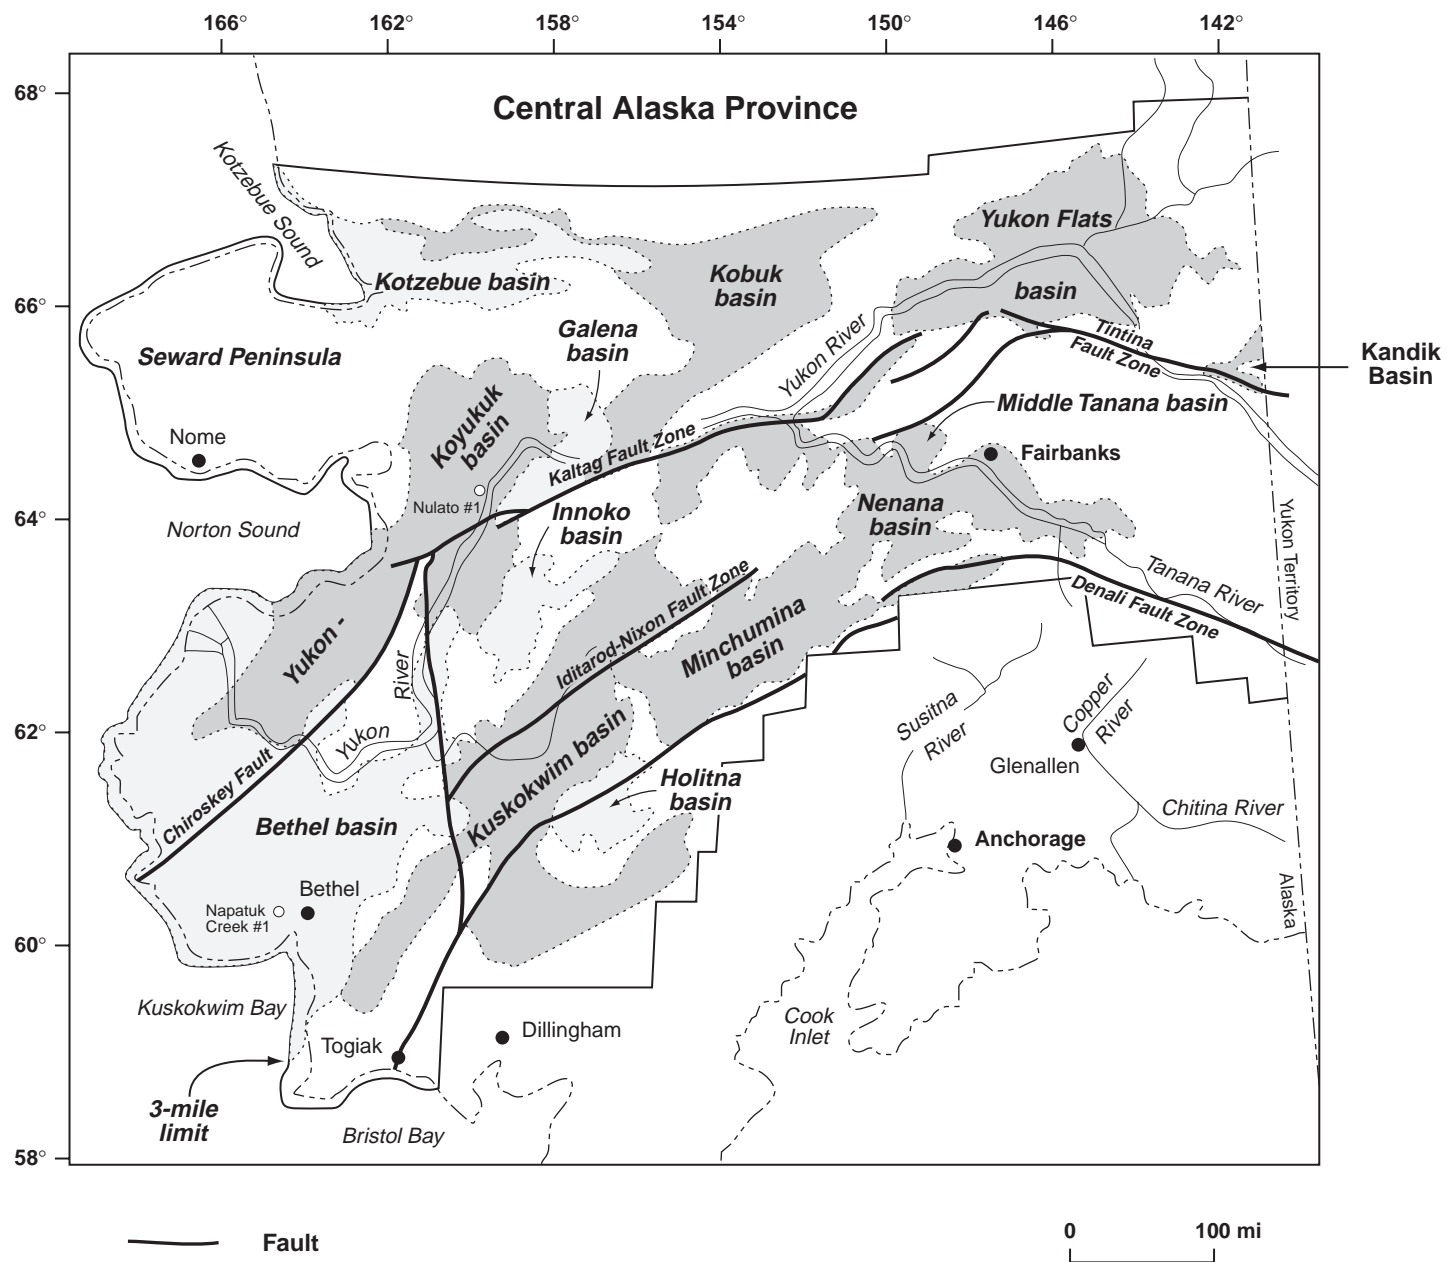 166°
162°
158°
154°
150°
146°
142°
68°
66°
64°
62°
60°
58°
Central Alaska Province
Kotzebue Sound
Kotzebue basin
Kobuk
basin
Yukon Flats
basin
Seward Peninsula
Galena
basin
Yukon River
Tintina
Fault Zone
Kandik
Basin
Koyukuk
basin
Middle Tanana basin
Nome
Kaltag Fault Zone
Fairbanks
Nulato #1
Norton Sound
Innoko
basin
Nenana
basin
Yukon Territory
Tanana River
Denali Fault Zone
Iditarod-Nixon Fault Zone
Minchumina
basin
Yukon -
River
Yukon
Susitna
River
Copper
River
Glenallen
Chiroskey Fault
Kuskokwim basin
Holitna
basin
Chitina River
Bethel basin
Anchorage
Bethel
Napatuk
Creek #1
Alaska
Kuskokwim Bay
Cook
Inlet
Togiak
Dillingham
3-mile
limit
Bristol Bay
Fault
0
100 mi